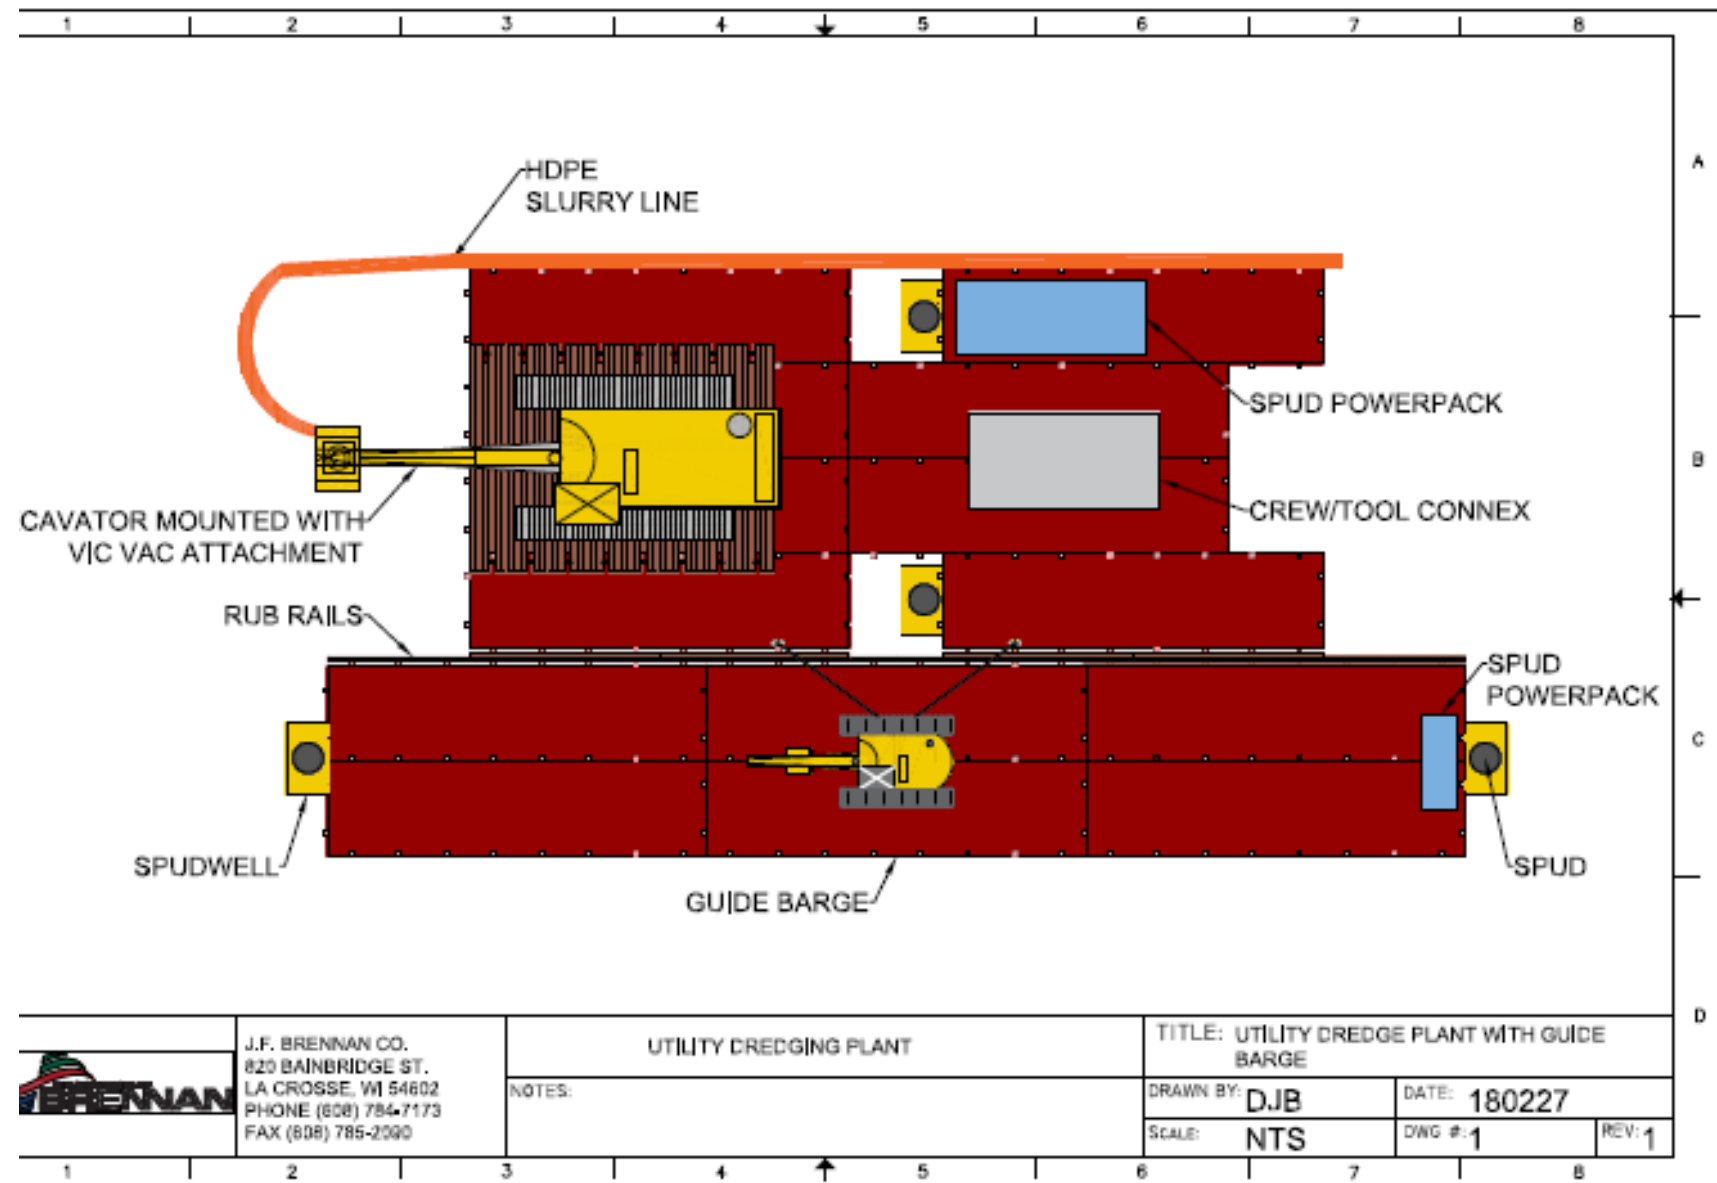 1 2 3 4 5 6 7 8
A
HDPE
SLURRY LINE
SPUD POWERPACK
B
CREW/TOOL CONNEX
CAVATOR MOUNTED WITH
VIC VAC ATTACHMENT
RUB RAILS
SPUD
POWERPACK
C
SPUDWELL
SPUD
GUIDE BARGE
D
BRENNAN
J.F. BRENNAN CO.
820 BAINBRIDGE ST.
LA CROSSE, WI 54602
PHONE (608) 784-7173
FAX (608) 785-2090
UTILITY DREDGING PLANT
NOTES:
TITLE: UTILITY DREDGE PLANT WITH GUIDE
BARGE
DRAWN BY: DJB
DATE: 180227
SCALE: NTS
DWG #: 1
REV: 1
1 2 3 4 5 6 7 8